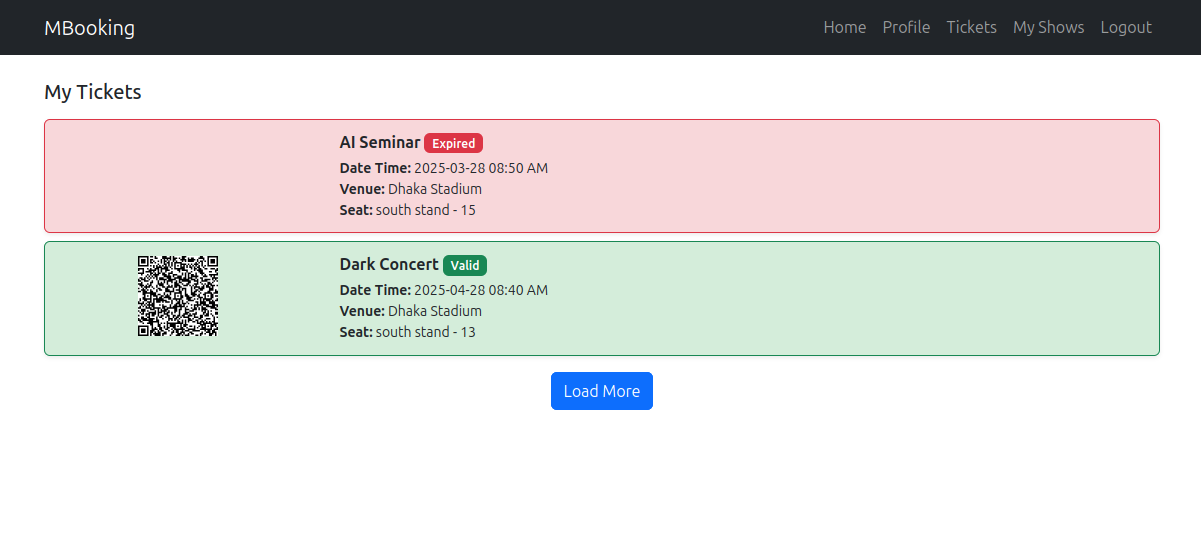 MBooking
Home Profile Tickets My Shows Logout
My Tickets
AI Seminar Expired
Date Time: 2025-03-28 08:50 AM
Venue: Dhaka Stadium
Seat: south stand - 15
Dark Concert Valid
Date Time: 2025-04-28 08:40 AM
Venue: Dhaka Stadium
Seat: south stand - 13
Load More